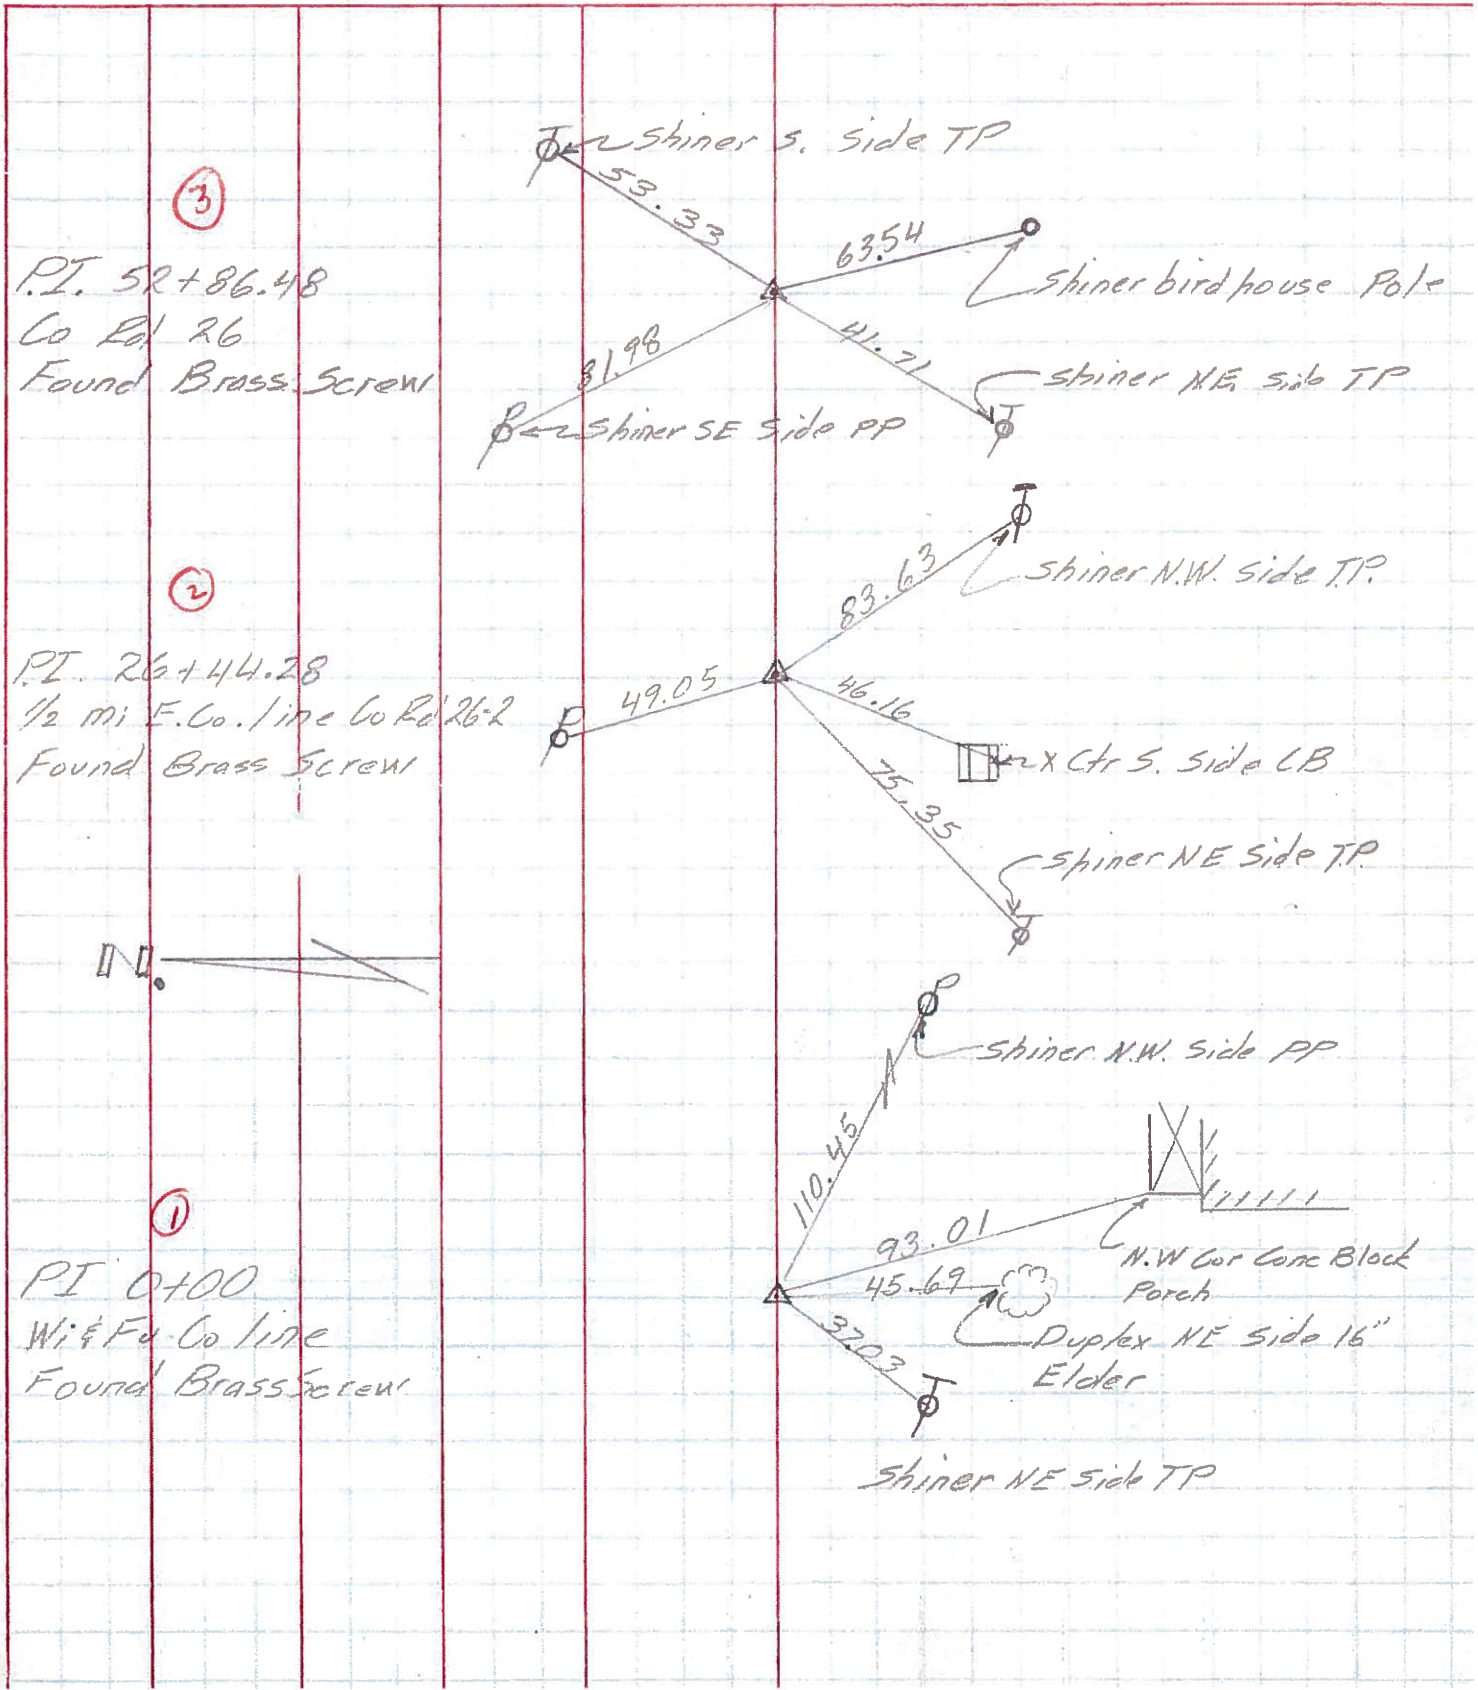 3
P.I. 52+86.48
Co Rd 26
Found Brass Screw
Shiner S. Side TP
53.33
63.54
Shiner birdhouse Pole
81.98
41.71
Shiner NE Side TP
Shiner SE Side PP
2
P.I. 26+44.28
1/2 mi E. Co. line Co Rd 26-2
Found Brass Screw
83.63
Shiner N.W. Side T.P.
49.05
46.16
X Ctr S. Side CB
75.35
Shiner NE Side T.P.
N.
Shiner N.W. Side PP
110.45
1
PI 0+00
Wi & Fu Co line
Found Brass Screw
93.01
N.W Cor Conc Block
Porch
45.69
Duplex NE Side 16"
Elder
37.03
Shiner NE Side TP